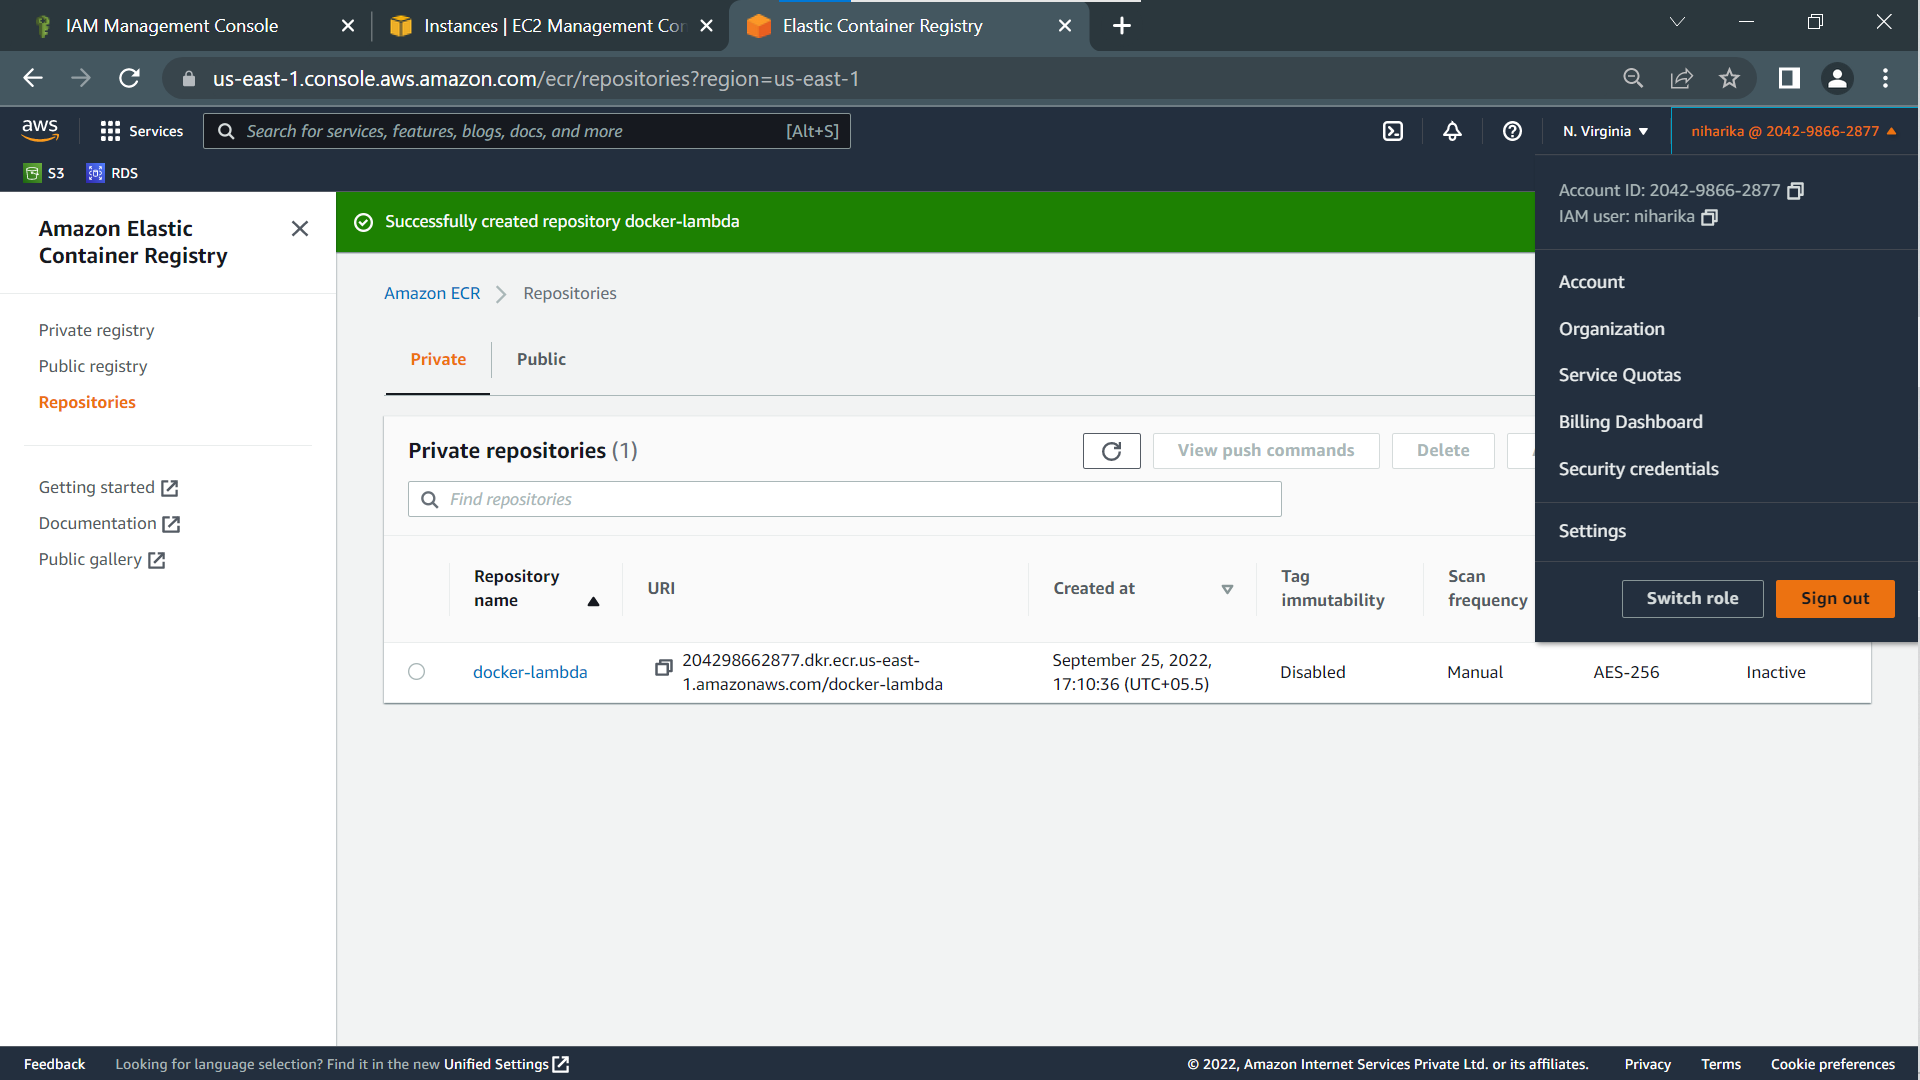 IAM Management Console
Instances | EC2 Management Con
Elastic Container Registry
us-east-1.console.aws.amazon.com/ecr/repositories?region=us-east-1
aws
Services
Search for services, features, blogs, docs, and more
[Alt+S]
N. Virginia
niharika @ 2042-9866-2877
S3
RDS
Account ID: 2042-9866-2877
IAM user: niharika
Account
Organization
Service Quotas
Billing Dashboard
Security credentials
Settings
Switch role
Sign out
Amazon Elastic
Container Registry
Private registry
Public registry
Repositories
Getting started
Documentation
Public gallery
Successfully created repository docker-lambda
Amazon ECR
Repositories
Private
Public
Private repositories (1)
View push commands
Delete
Find repositories
Repository
name
URI
Created at
Tag
immutability
Scan
frequency
docker-lambda
204298662877.dkr.ecr.us-east-
1.amazonaws.com/docker-lambda
September 25, 2022,
17:10:36 (UTC+05.5)
Disabled
Manual
AES-256
Inactive
Feedback
Looking for language selection? Find it in the new Unified Settings
© 2022, Amazon Internet Services Private Ltd. or its affiliates.
Privacy
Terms
Cookie preferences